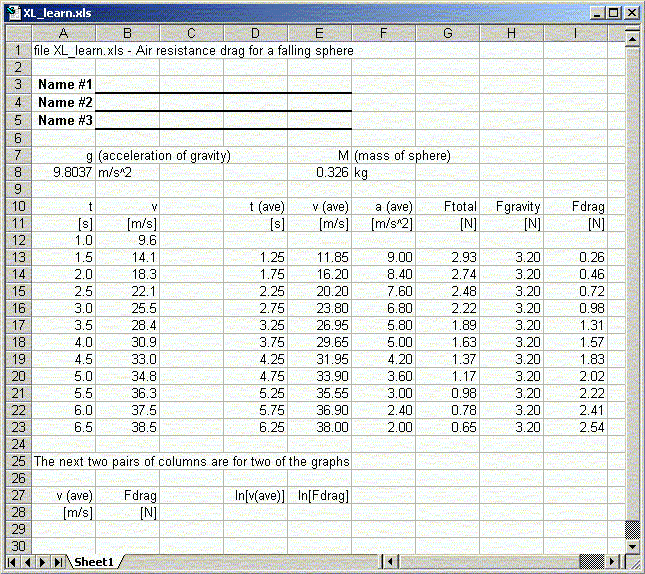 XL_learn.xls
A B C D E F G H I
1 file XL_learn.xls - Air resistance drag for a falling sphere
2
3 Name #1
4 Name #2
5 Name #3
6
7 g (acceleration of gravity) M (mass of sphere)
8 9.8037 m/s^2 0.326 kg
9
10 t v t (ave) v (ave) a (ave) Ftotal Fgravity Fdrag
11 [s] [m/s] [s] [m/s] [m/s^2] [N] [N] [N]
12 1.0 9.6
13 1.5 14.1 1.25 11.85 9.00 2.93 3.20 0.26
14 2.0 18.3 1.75 16.20 8.40 2.74 3.20 0.46
15 2.5 22.1 2.25 20.20 7.60 2.48 3.20 0.72
16 3.0 25.5 2.75 23.80 6.80 2.22 3.20 0.98
17 3.5 28.4 3.25 26.95 5.80 1.89 3.20 1.31
18 4.0 30.9 3.75 29.65 5.00 1.63 3.20 1.57
19 4.5 33.0 4.25 31.95 4.20 1.37 3.20 1.83
20 5.0 34.8 4.75 33.90 3.60 1.17 3.20 2.02
21 5.5 36.3 5.25 35.55 3.00 0.98 3.20 2.22
22 6.0 37.5 5.75 36.90 2.40 0.78 3.20 2.41
23 6.5 38.5 6.25 38.00 2.00 0.65 3.20 2.54
24
25 The next two pairs of columns are for two of the graphs
26
27 v (ave) Fdrag ln[v(ave)] ln[Fdrag]
28 [m/s] [N]
29
30
Sheet1